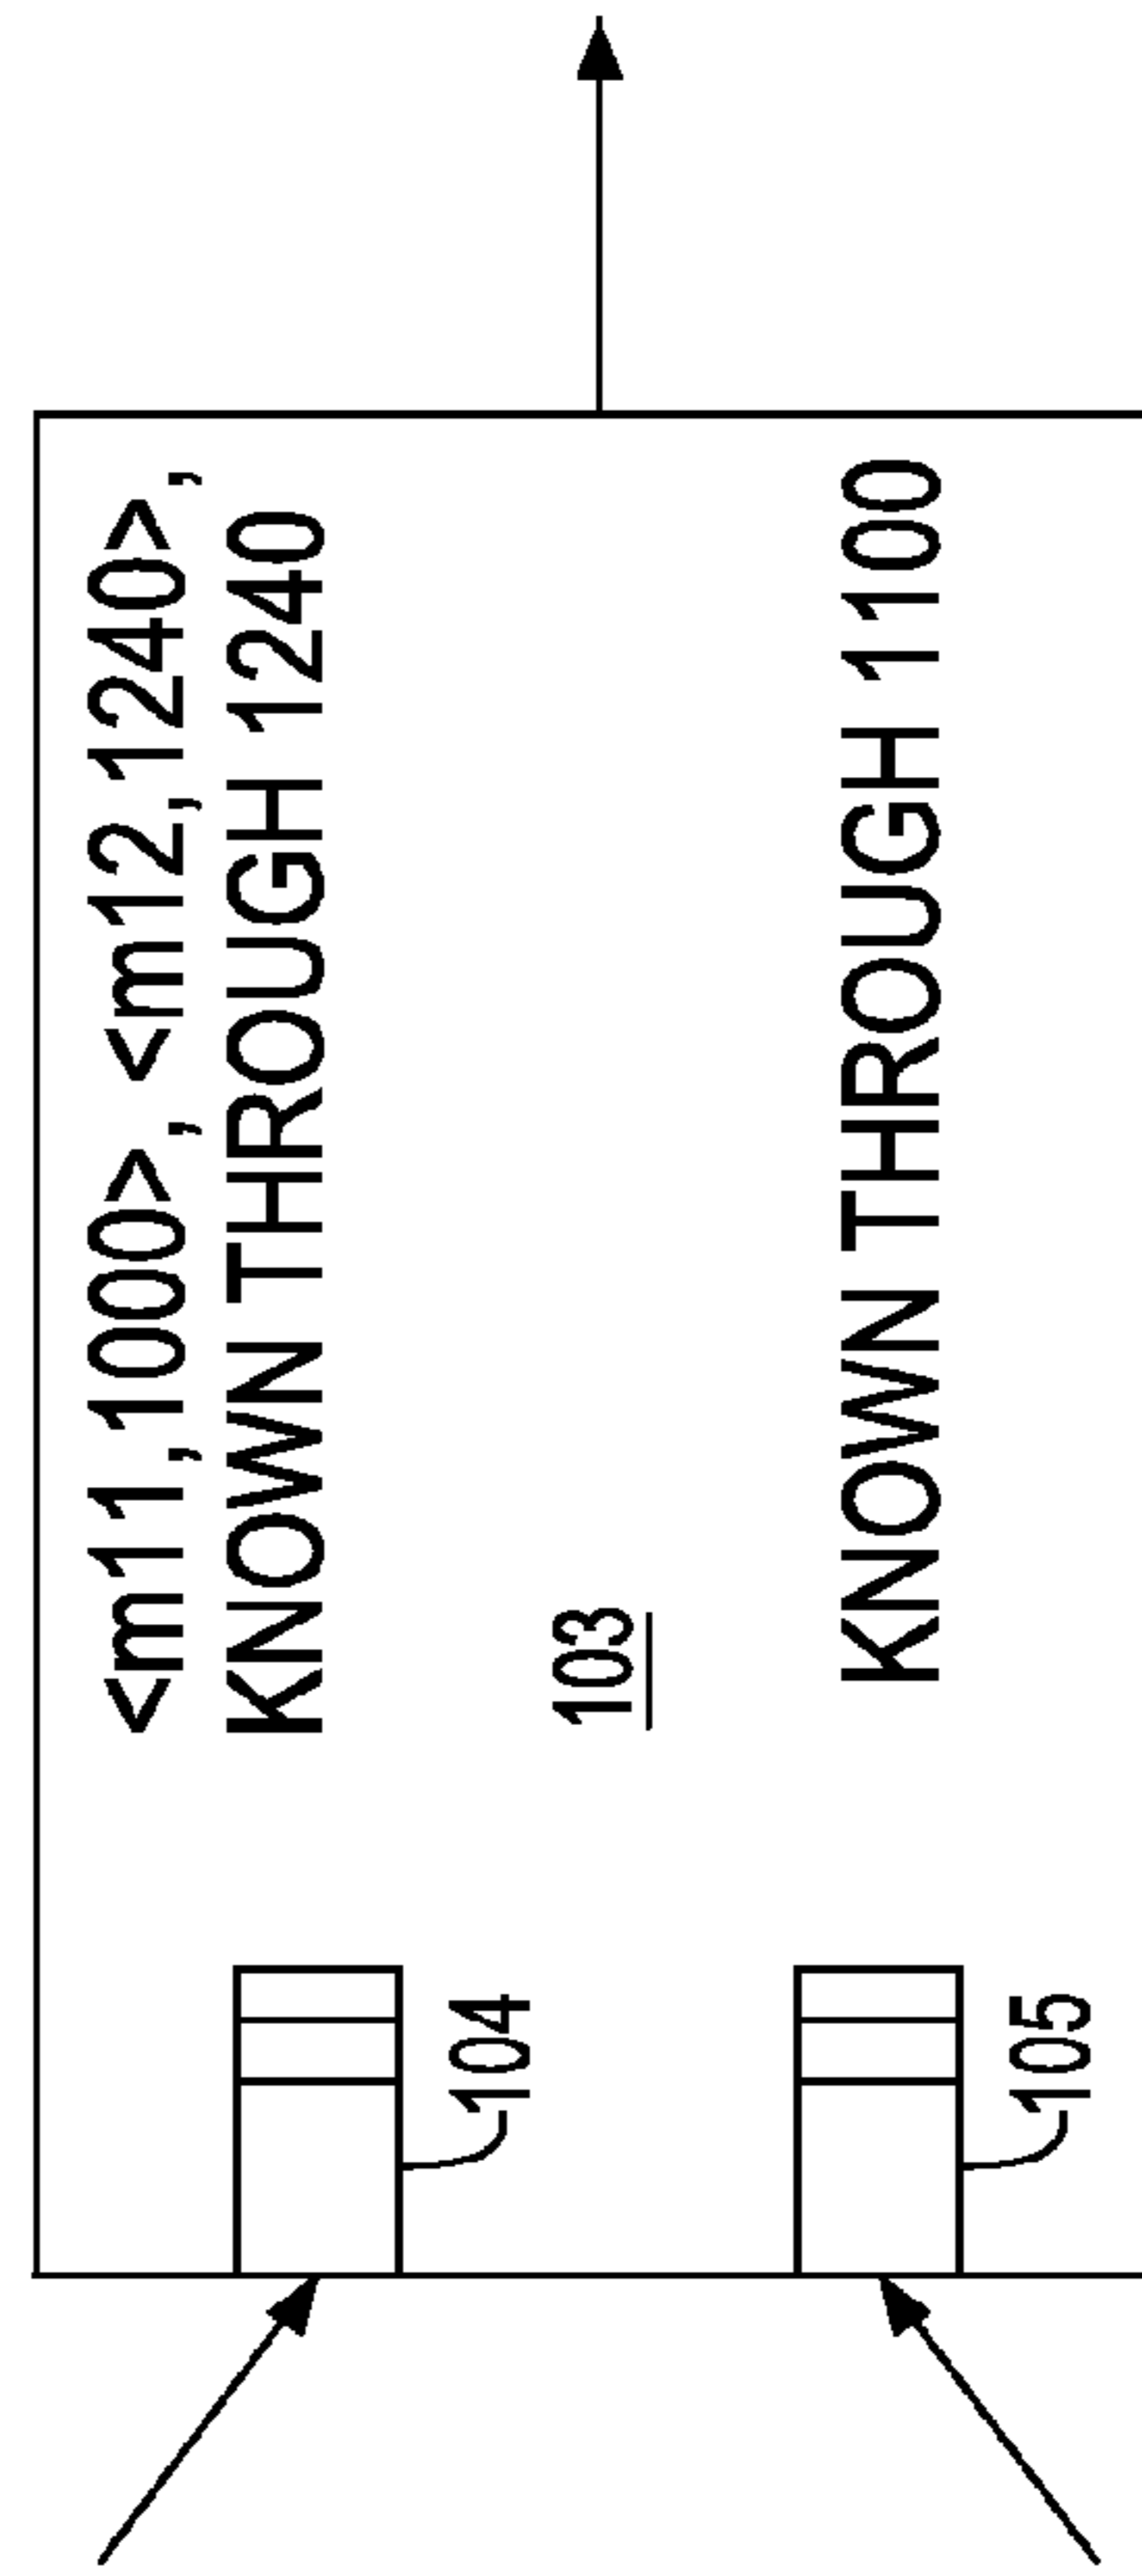 <m11,1000>, <m12,1240>,
KNOWN THROUGH 1240
103
KNOWN THROUGH 1100
104
105